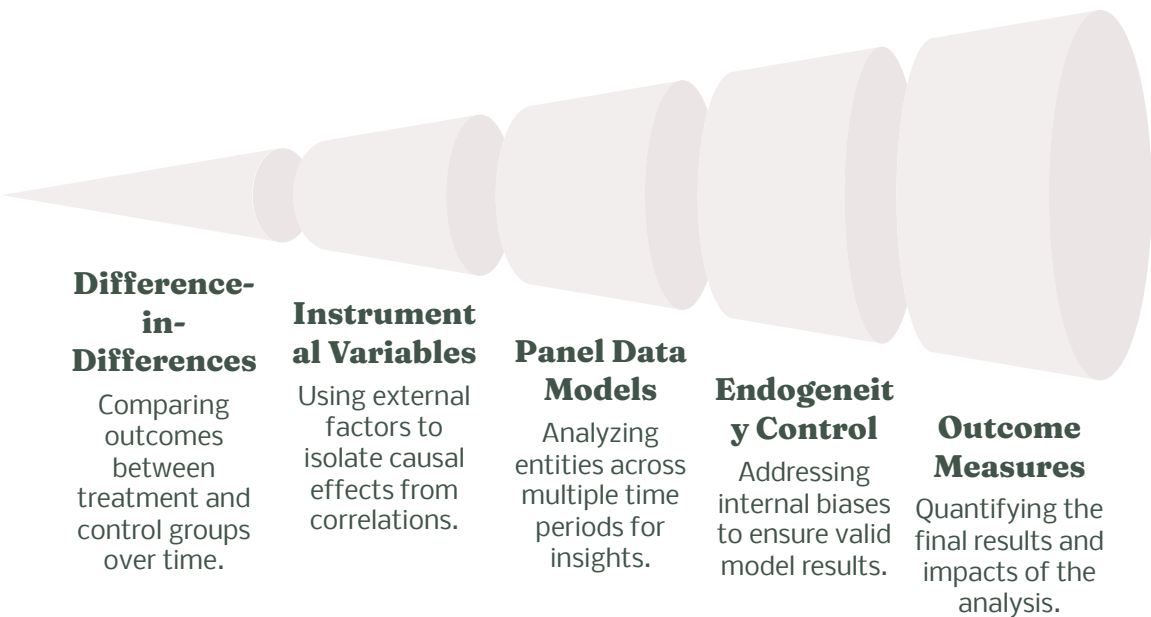 Difference-
in-
Differences
Comparing
outcomes
between
treatment and
control groups
over time.
Instrument
al Variables
Using external
factors to
isolate causal
effects from
correlations.
Panel Data
Models
Analyzing
entities across
multiple time
periods for
insights.
Endogeneit
y Control
Addressing
internal biases
to ensure valid
model results.
Outcome
Measures
Quantifying the
final results and
impacts of the
analysis.